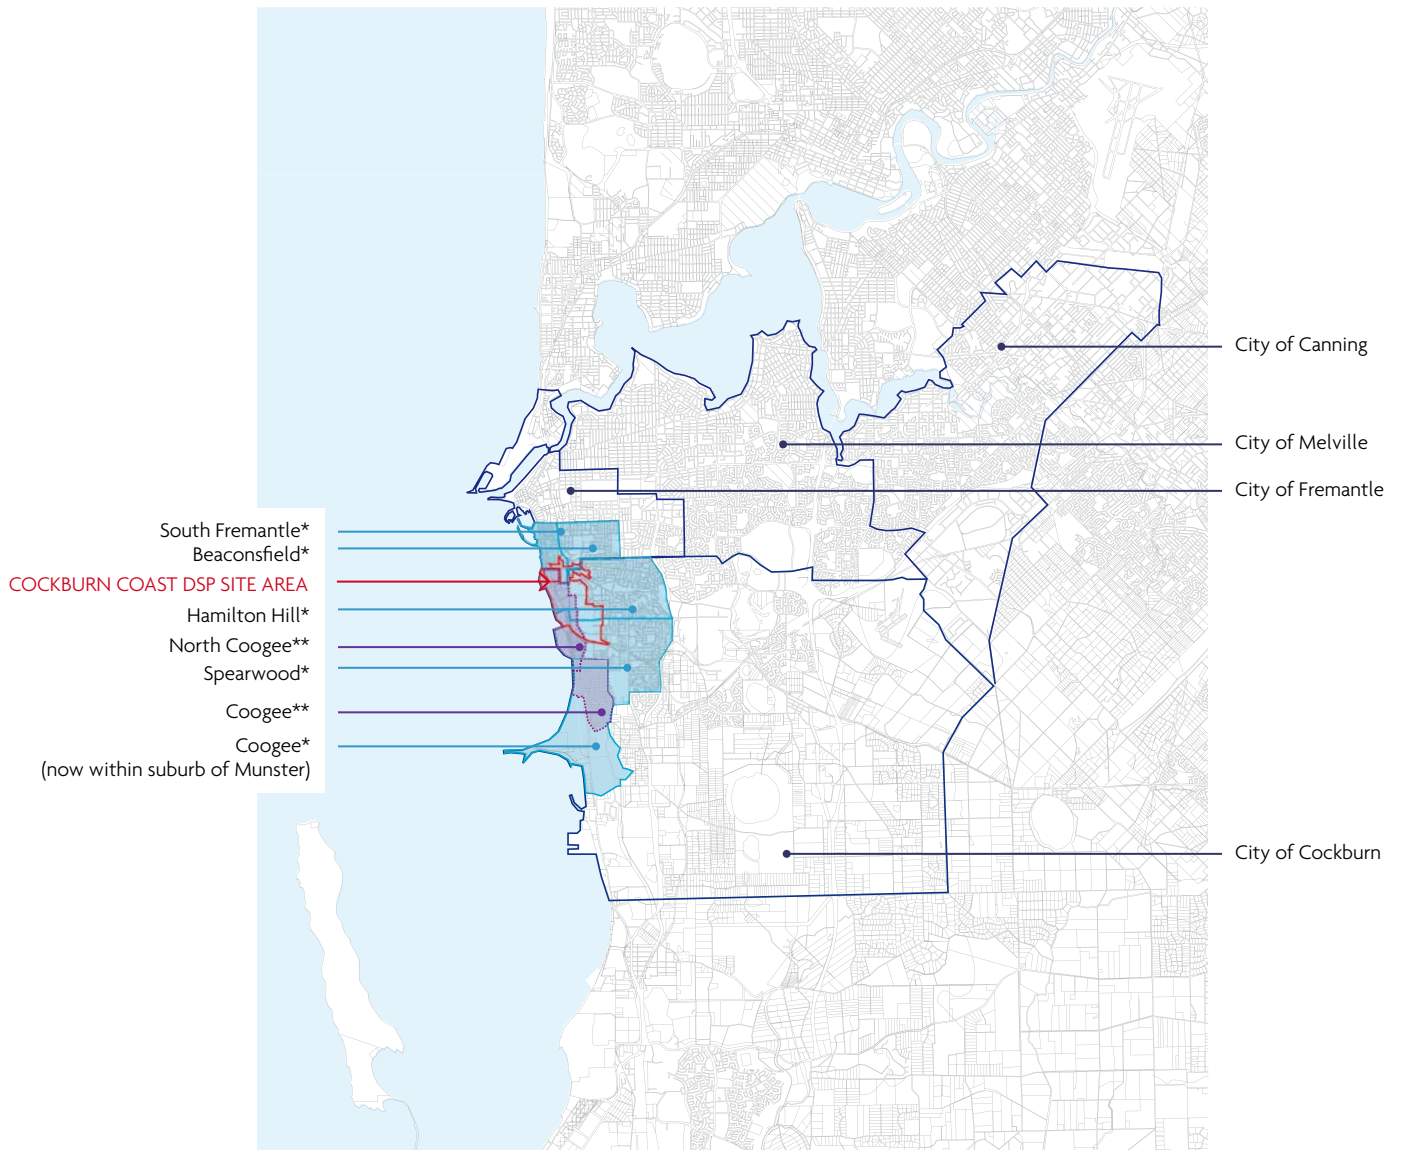 City of Canning
City of Melville
City of Fremantle
South Fremantle*
Beaconsfield*
COCKBURN COAST DSP SITE AREA
Hamilton Hill*
North Coogee**
Spearwood*
Coogee**
Coogee*
(now within suburb of Munster)
City of Cockburn